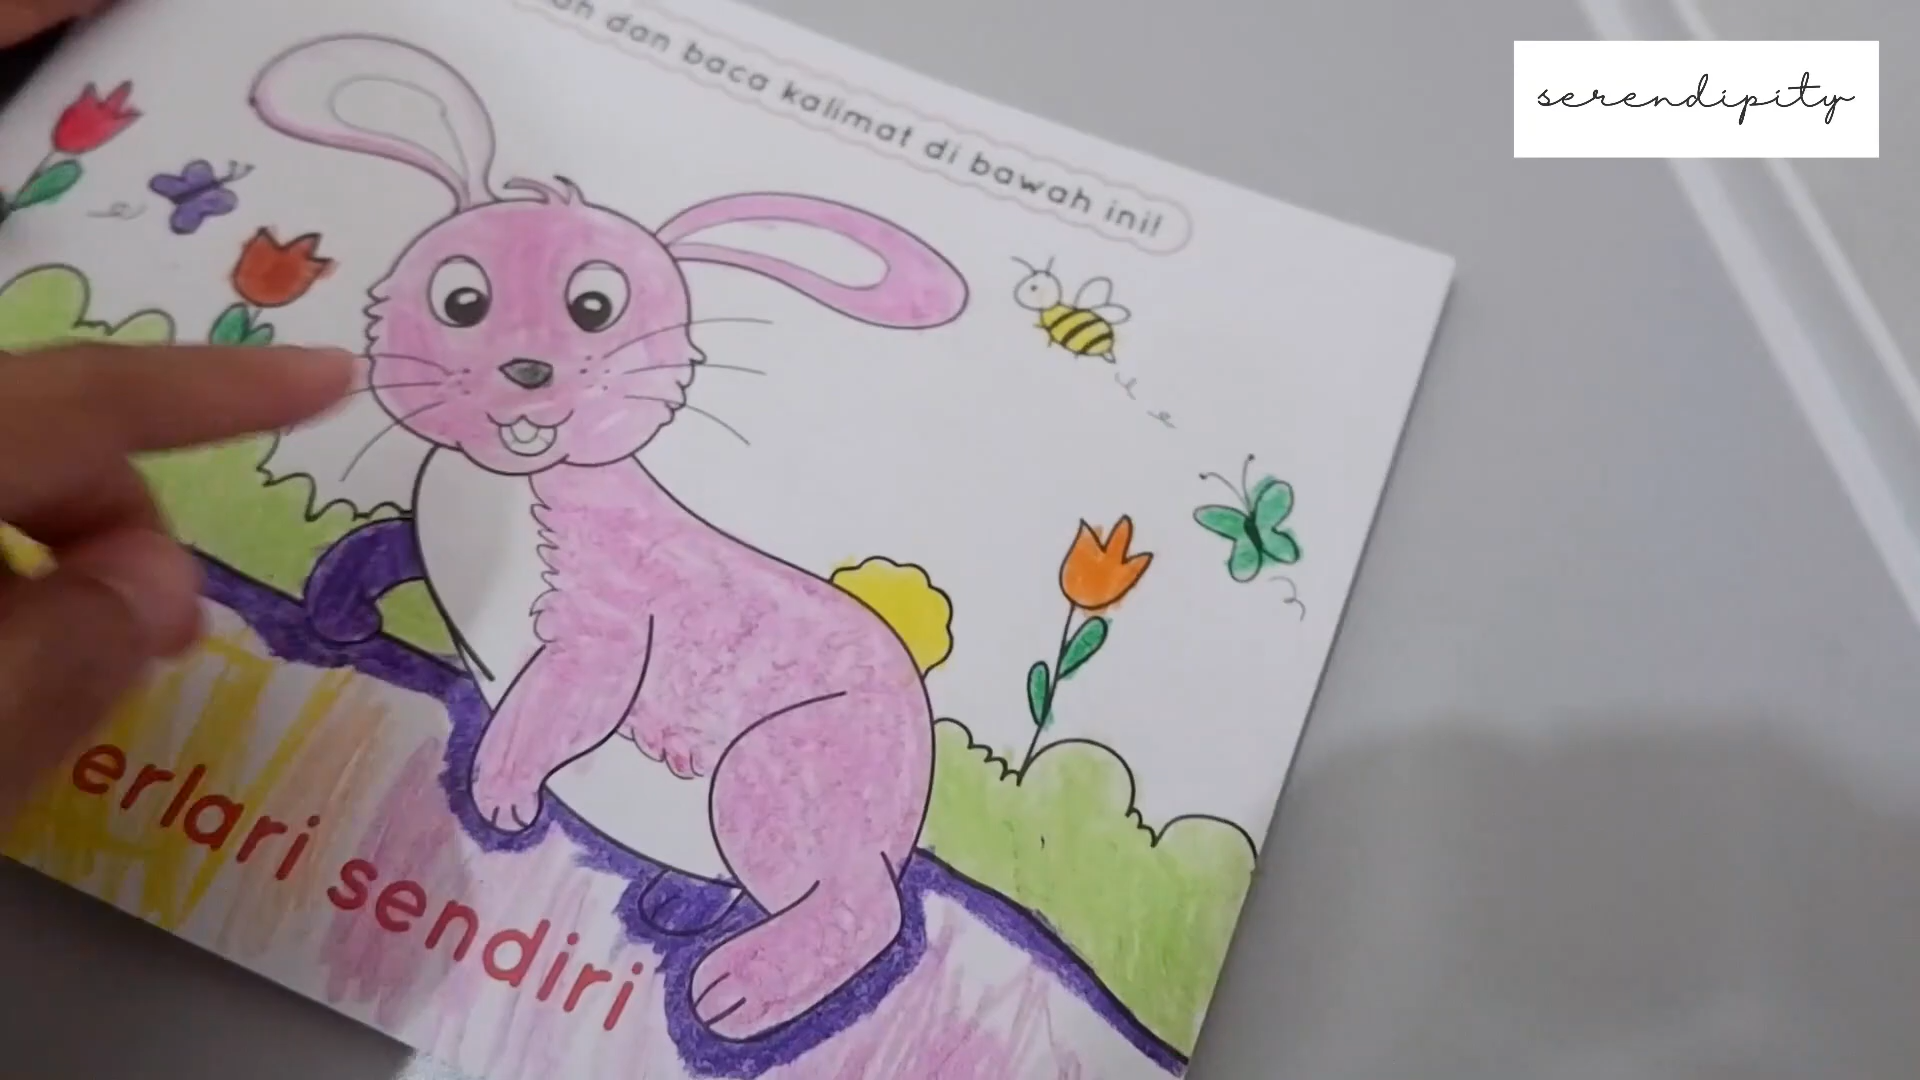 dan baca kalimat di bawah ini!
serendipity
erlari sendiri